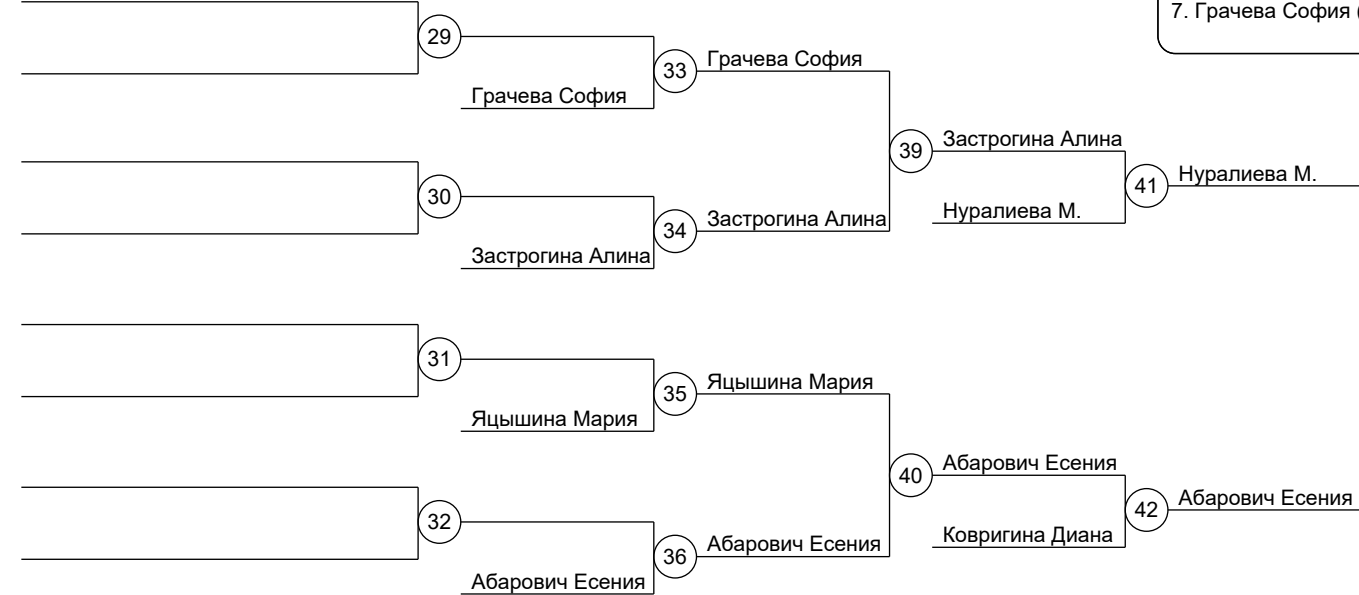 7. Грачева София (
29
33
Грачева София
Грачева София
39
Застрогина Алина
30
41
Нуралиева М.
34
Застрогина Алина
Нуралиева М.
Застрогина Алина
31
35
Яцышина Мария
Яцышина Мария
40
Абарович Есения
32
42
Абарович Есения
36
Абарович Есения
Ковригина Диана
Абарович Есения